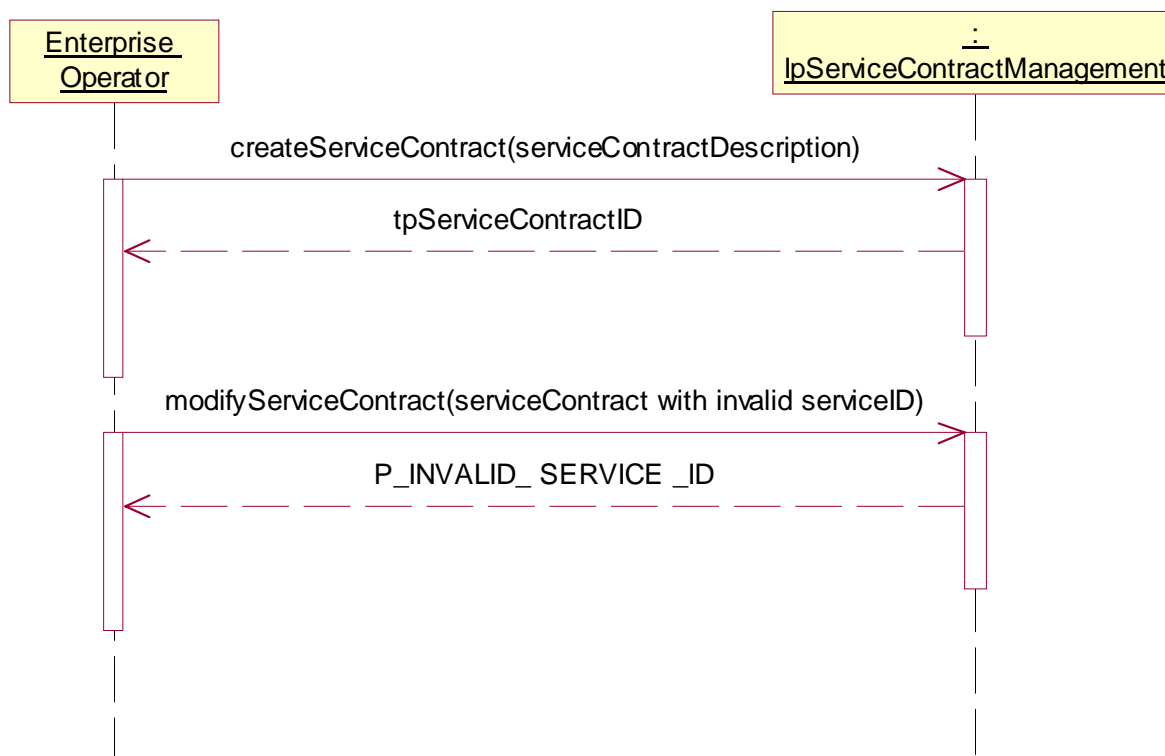 Enterprise
Operator
:
IpServiceContractManagement
createServiceContract(serviceContractDescription)
tpServiceContractID
modifyServiceContract(serviceContract with invalid serviceID)
P_INVALID_ SERVICE _ID